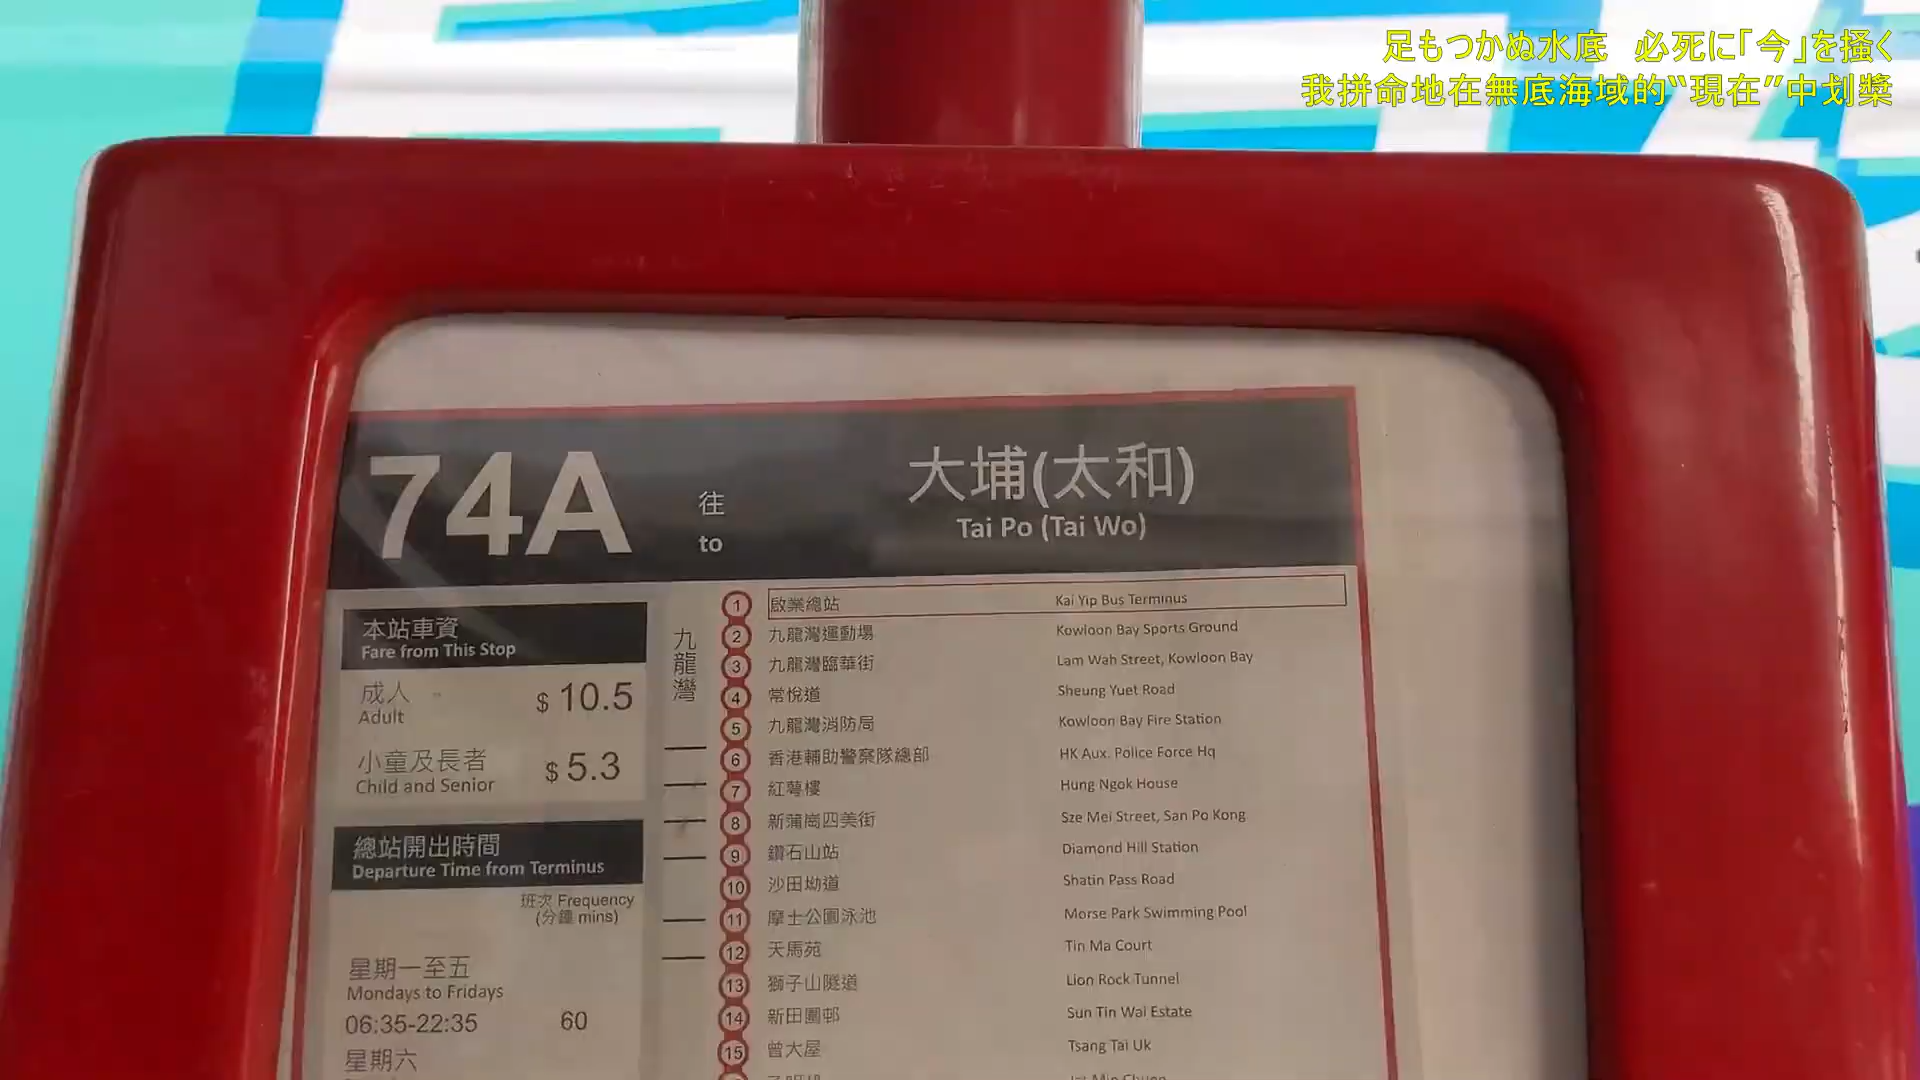 足もつかぬ水底　必死に「今」を掻く
我拼命地在無底海域的“現在”中划槳
74A
往
to
大埔(太和)
Tai Po (Tai Wo)
本站車資
Fare from This Stop
成人
Adult
$ 10.5
小童及長者
Child and Senior
$ 5.3
總站開出時間
Departure Time from Terminus
班次 Frequency
(分鐘 mins)
星期一至五
Mondays to Fridays
06:35-22:35 60
星期六
九龍灣
1 啟業總站 Kai Yip Bus Terminus
2 九龍灣運動場 Kowloon Bay Sports Ground
3 九龍灣臨華街 Lam Wah Street, Kowloon Bay
4 常悅道 Sheung Yuet Road
5 九龍灣消防局 Kowloon Bay Fire Station
6 香港輔助警察隊總部 HK Aux. Police Force Hq
7 紅萼樓 Hung Ngok House
8 新蒲崗四美街 Sze Mei Street, San Po Kong
9 鑽石山站 Diamond Hill Station
10 沙田坳道 Shatin Pass Road
11 摩士公園泳池 Morse Park Swimming Pool
12 天馬苑 Tin Ma Court
13 獅子山隧道 Lion Rock Tunnel
14 新田圍邨 Sun Tin Wai Estate
15 曾大屋 Tsang Tai Uk